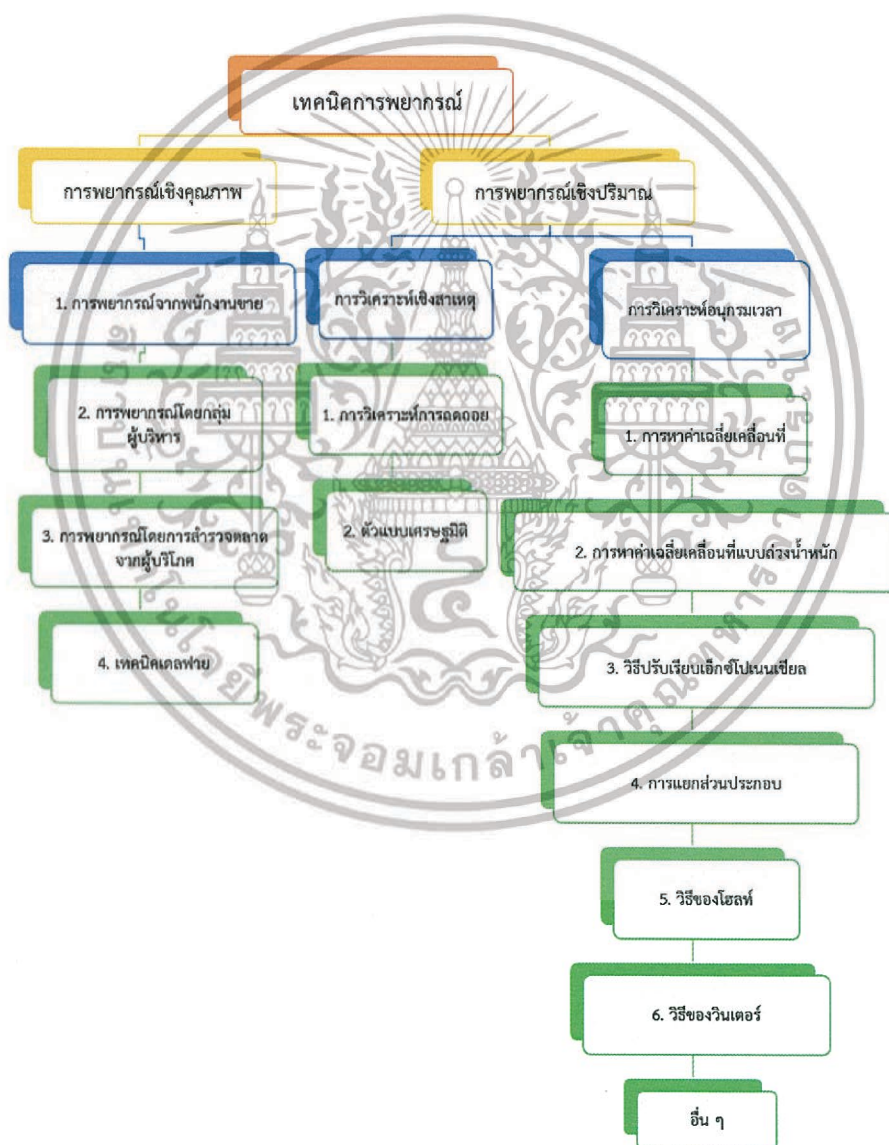 เทคนิคการพยากรณ์
การพยากรณ์เชิงคุณภาพ
การพยากรณ์เชิงปริมาณ
1. การพยากรณ์จากพนักงานขาย
การวิเคราะห์เชิงสาเหตุ
การวิเคราะห์อนุกรมเวลา
2. การพยากรณ์โดยกลุ่ม
ผู้บริหาร
1. การวิเคราะห์การถดถอย
1. การหาค่าเฉลี่ยเคลื่อนที่
3. การพยากรณ์โดยการสำรวจตลาด
จากผู้บริโภค
2. ตัวแบบเศรษฐมิติ
2. การหาค่าเฉลี่ยเคลื่อนที่แบบถ่วงน้ำหนัก
4. เทคนิคเดลฟาย
3. วิธีปรับเรียบเอ็กซ์โปเนนเชียล
4. การแยกส่วนประกอบ
5. วิธีของโฮลท์
6. วิธีของวินเตอร์
อื่น ๆ
พระจอมเกล้าเจ้าคุณทหารลาดกระบัง